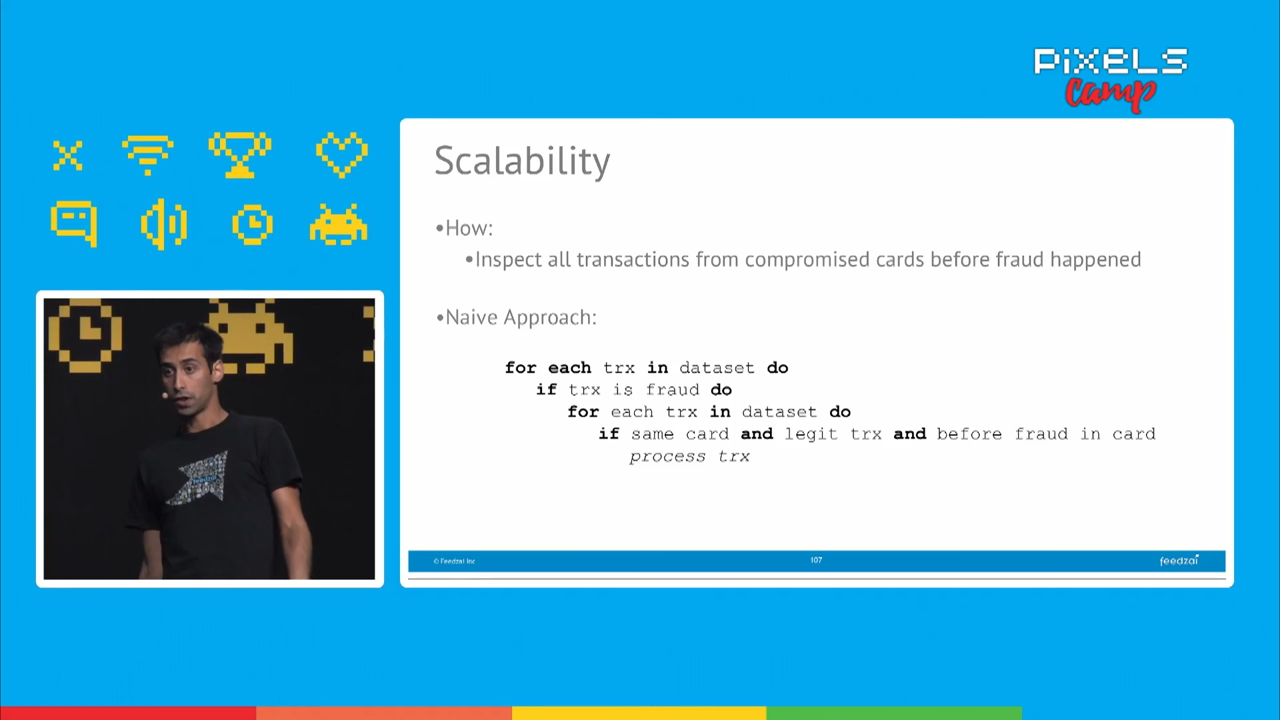 PIXELS
camp
Scalability
•How:
•Inspect all transactions from compromised cards before fraud happened
•Naive Approach:
for each trx in dataset do
if trx is fraud do
for each trx in dataset do
if same card and legit trx and before fraud in card
process trx
© Feedzai Inc
107
feedzai